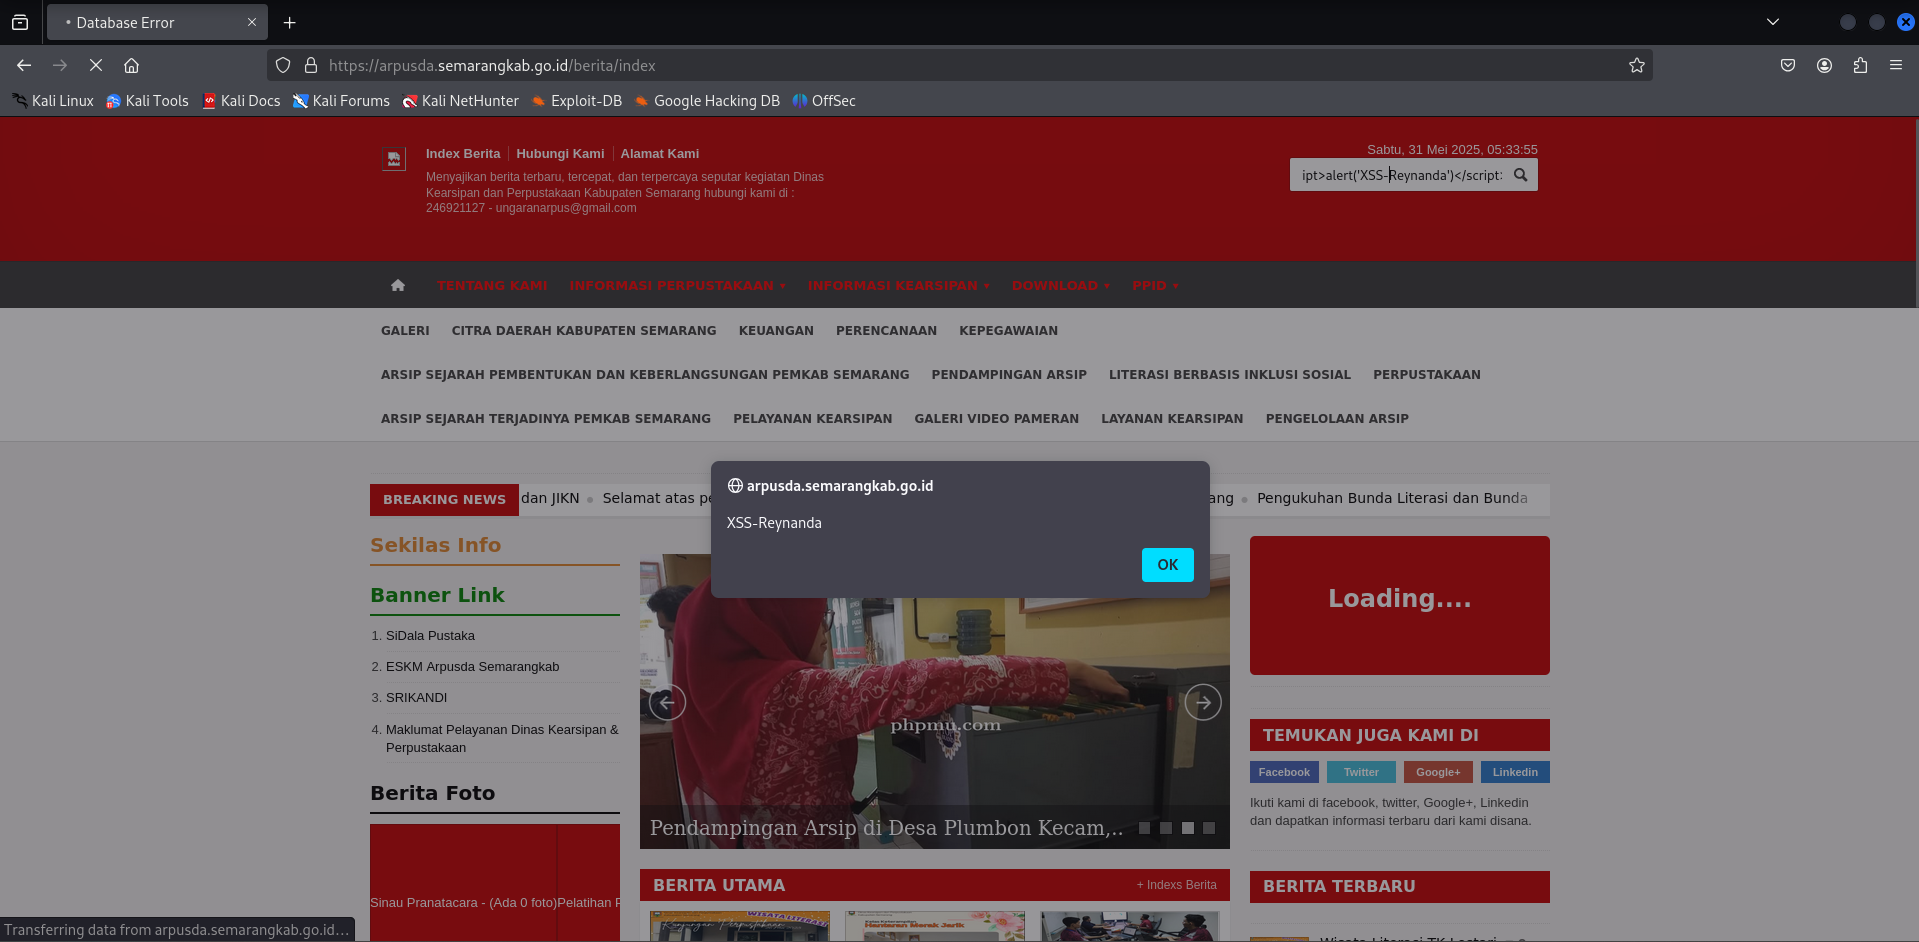 Database Error
https://arpusda.semarangkab.go.id/berita/index
Kali Linux Kali Tools Kali Docs Kali Forums Kali NetHunter Exploit-DB Google Hacking DB OffSec
Index Berita Hubungi Kami Alamat Kami
Menyajikan berita terbaru, tercepat, dan terpercaya seputar kegiatan Dinas
Kearsipan dan Perpustakaan Kabupaten Semarang hubungi kami di :
246921127 - ungaranarpus@gmail.com
Sabtu, 31 Mei 2025, 05:33:55
ipt>alert('XSS-Reynanda')</script:
TENTANG KAMI INFORMASI PERPUSTAKAAN INFORMASI KEARSIPAN DOWNLOAD PPID
GALERI CITRA DAERAH KABUPATEN SEMARANG KEUANGAN PERENCANAAN KEPEGAWAIAN
ARSIP SEJARAH PEMBENTUKAN DAN KEBERLANGSUNGAN PEMKAB SEMARANG PENDAMPINGAN ARSIP LITERASI BERBASIS INKLUSI SOSIAL PERPUSTAKAAN
ARSIP SEJARAH TERJADINYA PEMKAB SEMARANG PELAYANAN KEARSIPAN GALERI VIDEO PAMERAN LAYANAN KEARSIPAN PENGELOLAAN ARSIP
arpusda.semarangkab.go.id
XSS-Reynanda
OK
BREAKING NEWS dan JIKN Selamat atas pe ang Pengukuhan Bunda Literasi dan Bunda
Sekilas Info
Banner Link
1. SiDala Pustaka
2. ESKM Arpusda Semarangkab
3. SRIKANDI
4. Maklumat Pelayanan Dinas Kearsipan &
Perpustakaan
Berita Foto
Sinau Pranatacara - (Ada 0 foto)Pelatihan P
phpmu.com
Pendampingan Arsip di Desa Plumbon Kecam,..
BERITA UTAMA + Indexs Berita
WISATA LITERASI
Loading....
TEMUKAN JUGA KAMI DI
Facebook Twitter Google+ Linkedin
Ikuti kami di facebook, twitter, Google+, Linkedin
dan dapatkan informasi terbaru dari kami disana.
BERITA TERBARU
Wisata Literasi TK Lestari
Transferring data from arpusda.semarangkab.go.id…